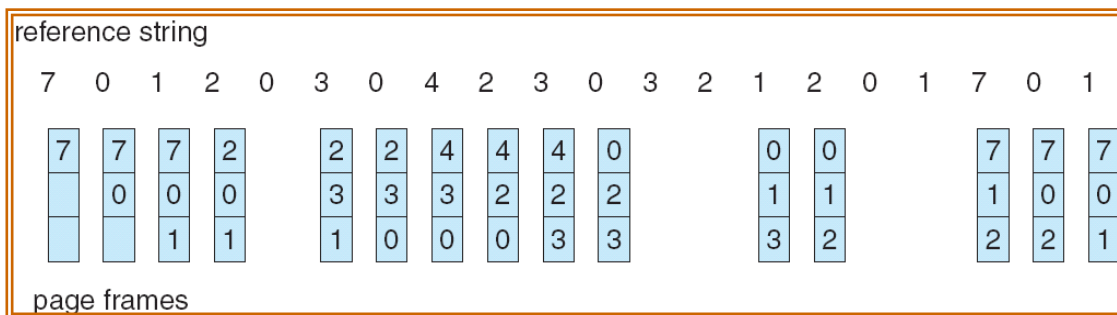 reference string
7 0 1 2 0 3 0 4 2 3 0 3 2 1 2 0 1 7 0 1
7 7 7 2 2 2 4 4 4 0 0 0 7 7 7
0 0 0 3 3 3 2 2 2 1 1 1 0 0
1 1 1 0 0 0 3 3 3 2 2 2 1
page frames